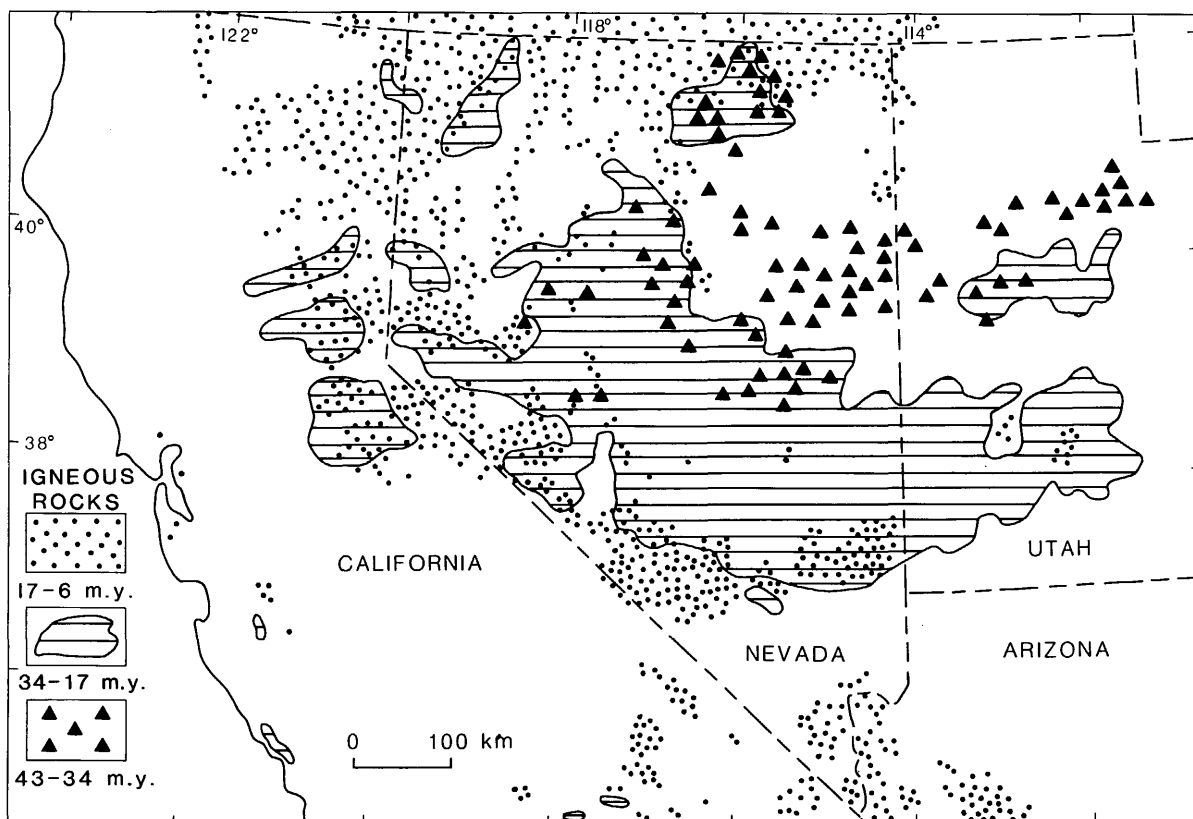 122°
118°
114°
40°
38°
IGNEOUS
ROCKS
17-6 m.y.
34-17 m.y.
43-34 m.y.
CALIFORNIA
NEVADA
UTAH
ARIZONA
0 100 km